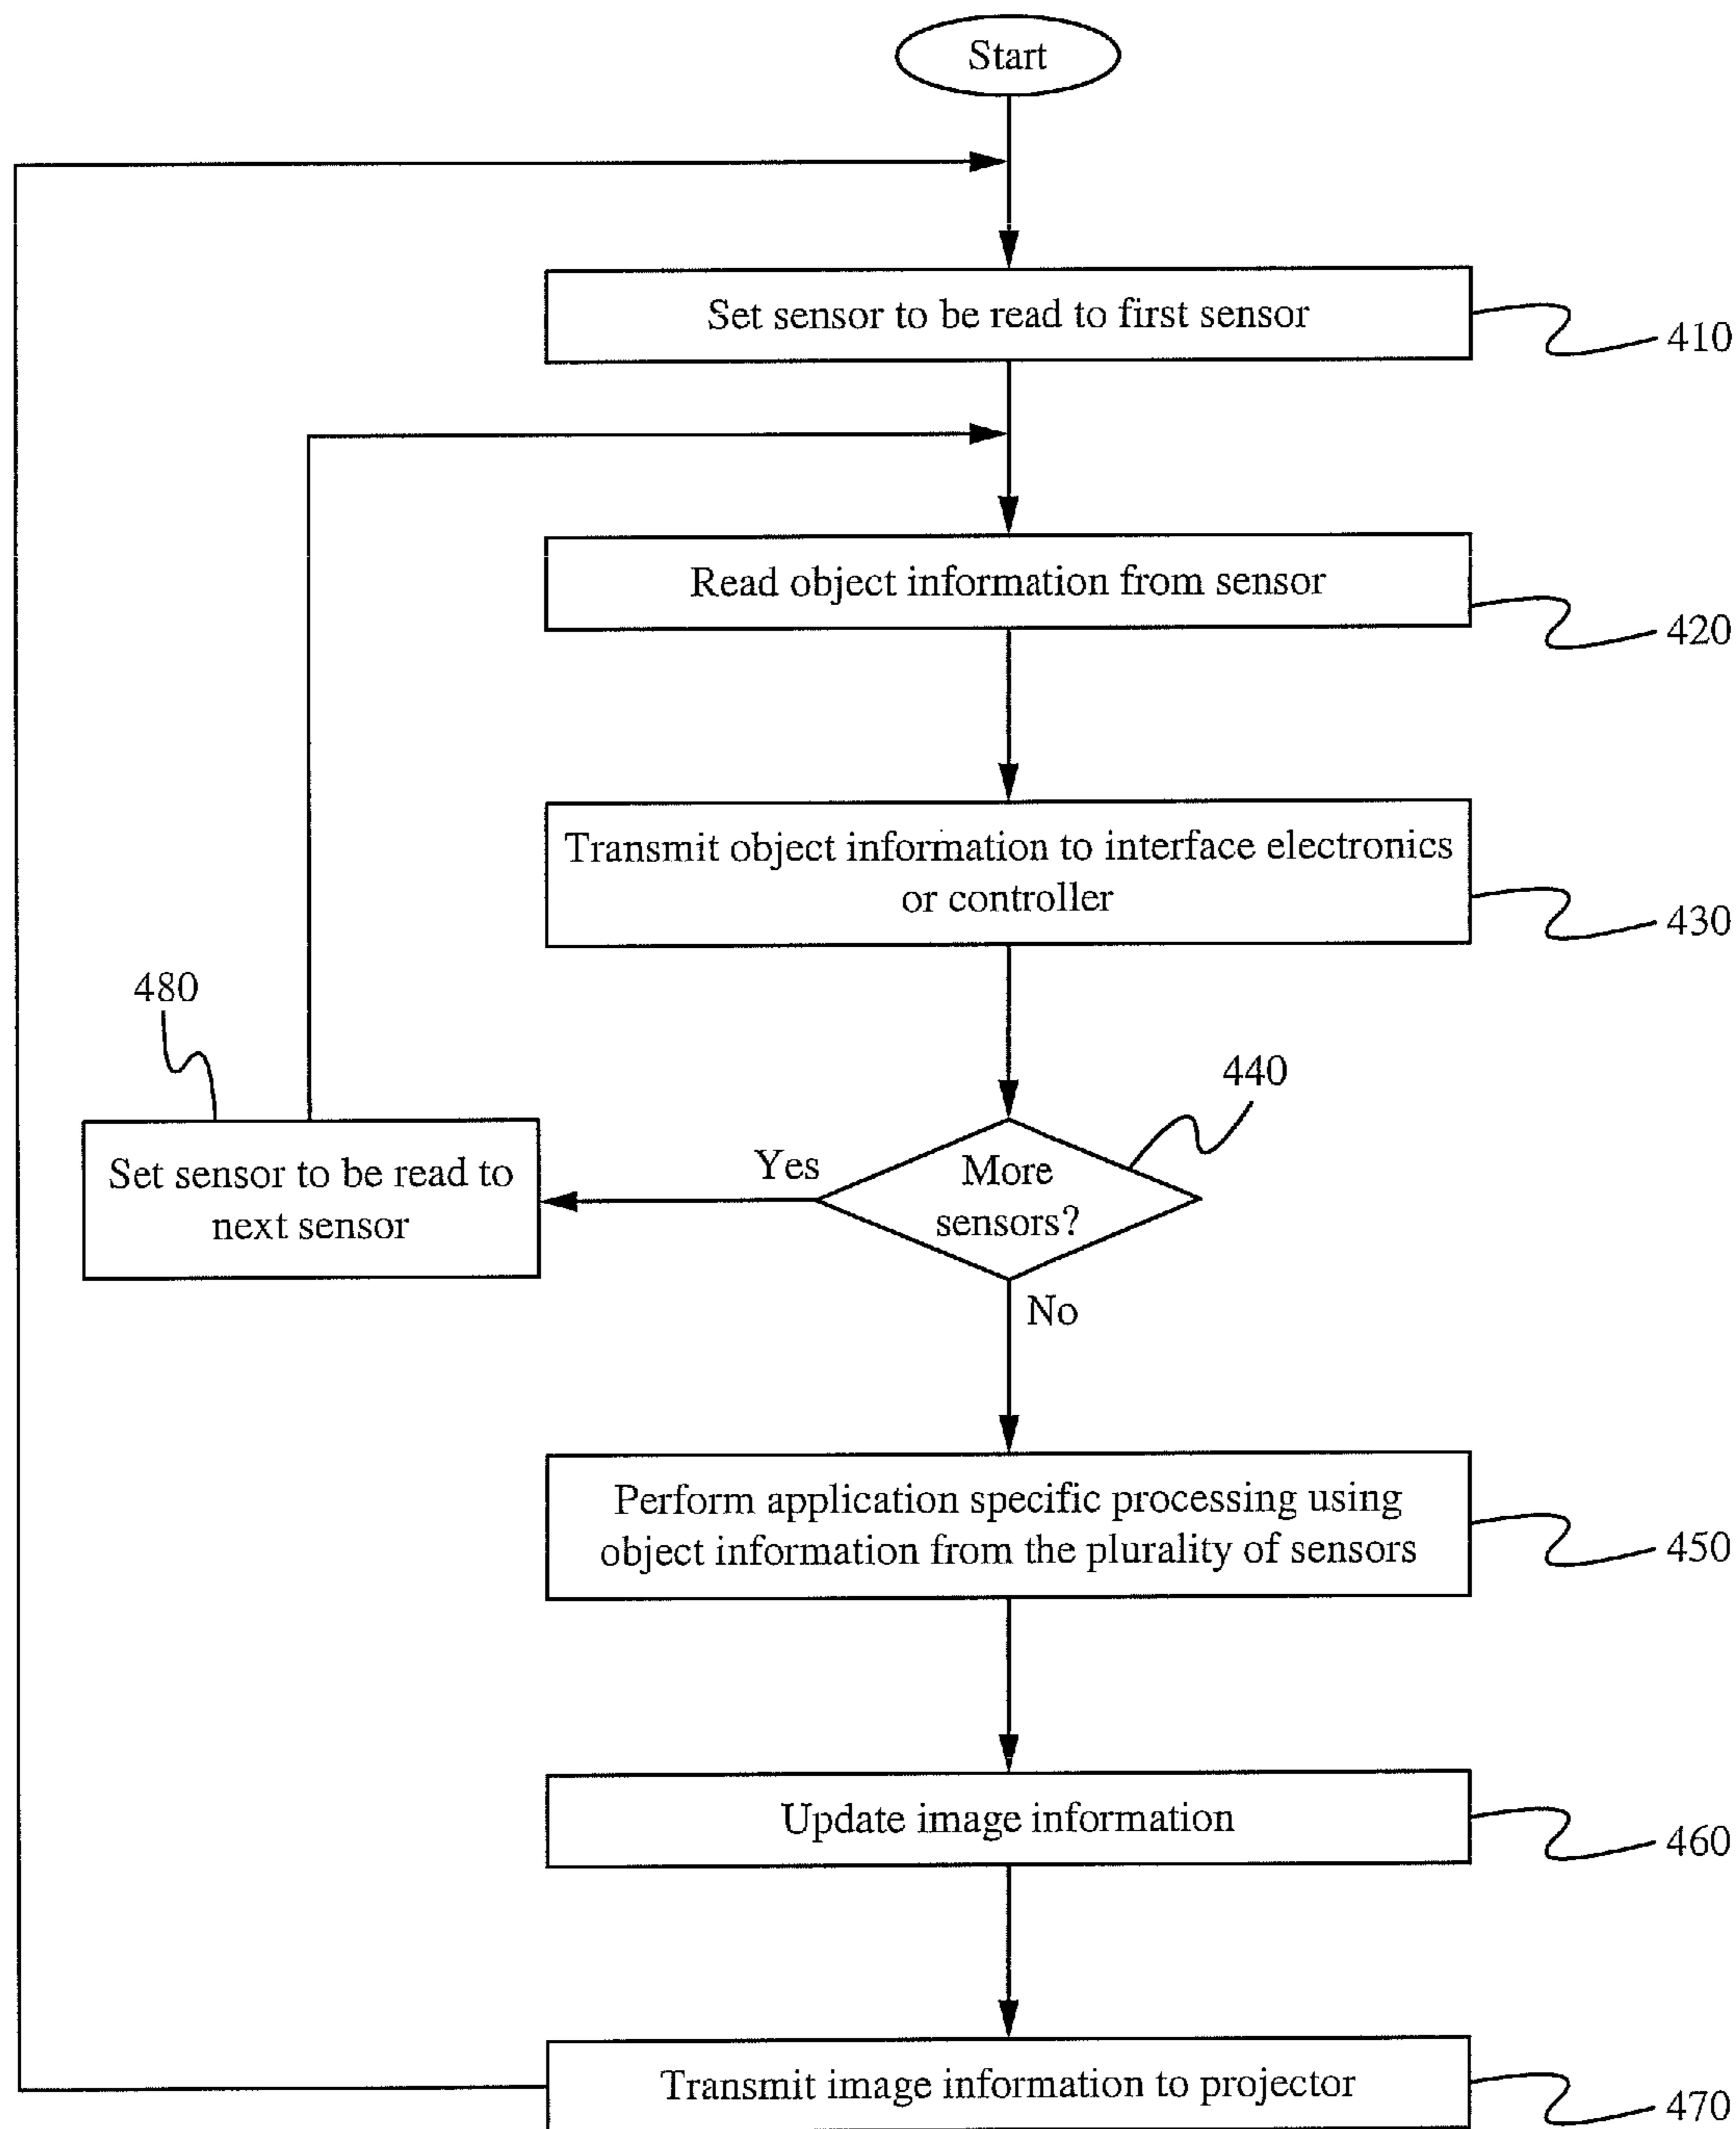 Start
Set sensor to be read to first sensor
410
Read object information from sensor
420
Transmit object information to interface electronics
or controller
430
480
440
Set sensor to be read to
next sensor
Yes
More
sensors?
No
Perform application specific processing using
object information from the plurality of sensors
450
Update image information
460
Transmit image information to projector
470